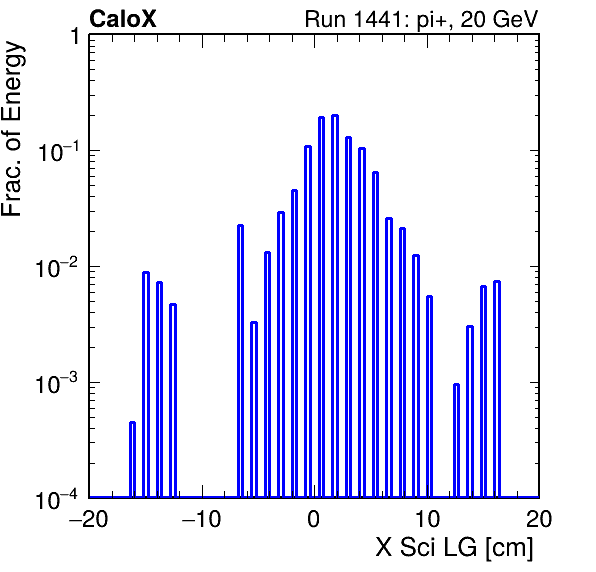 CaloX Run 1441: pi+, 20 GeV
Frac. of Energy
1
10⁻¹
10⁻²
10⁻³
10⁻⁴
−20 −10 0 10 20
X Sci LG [cm]